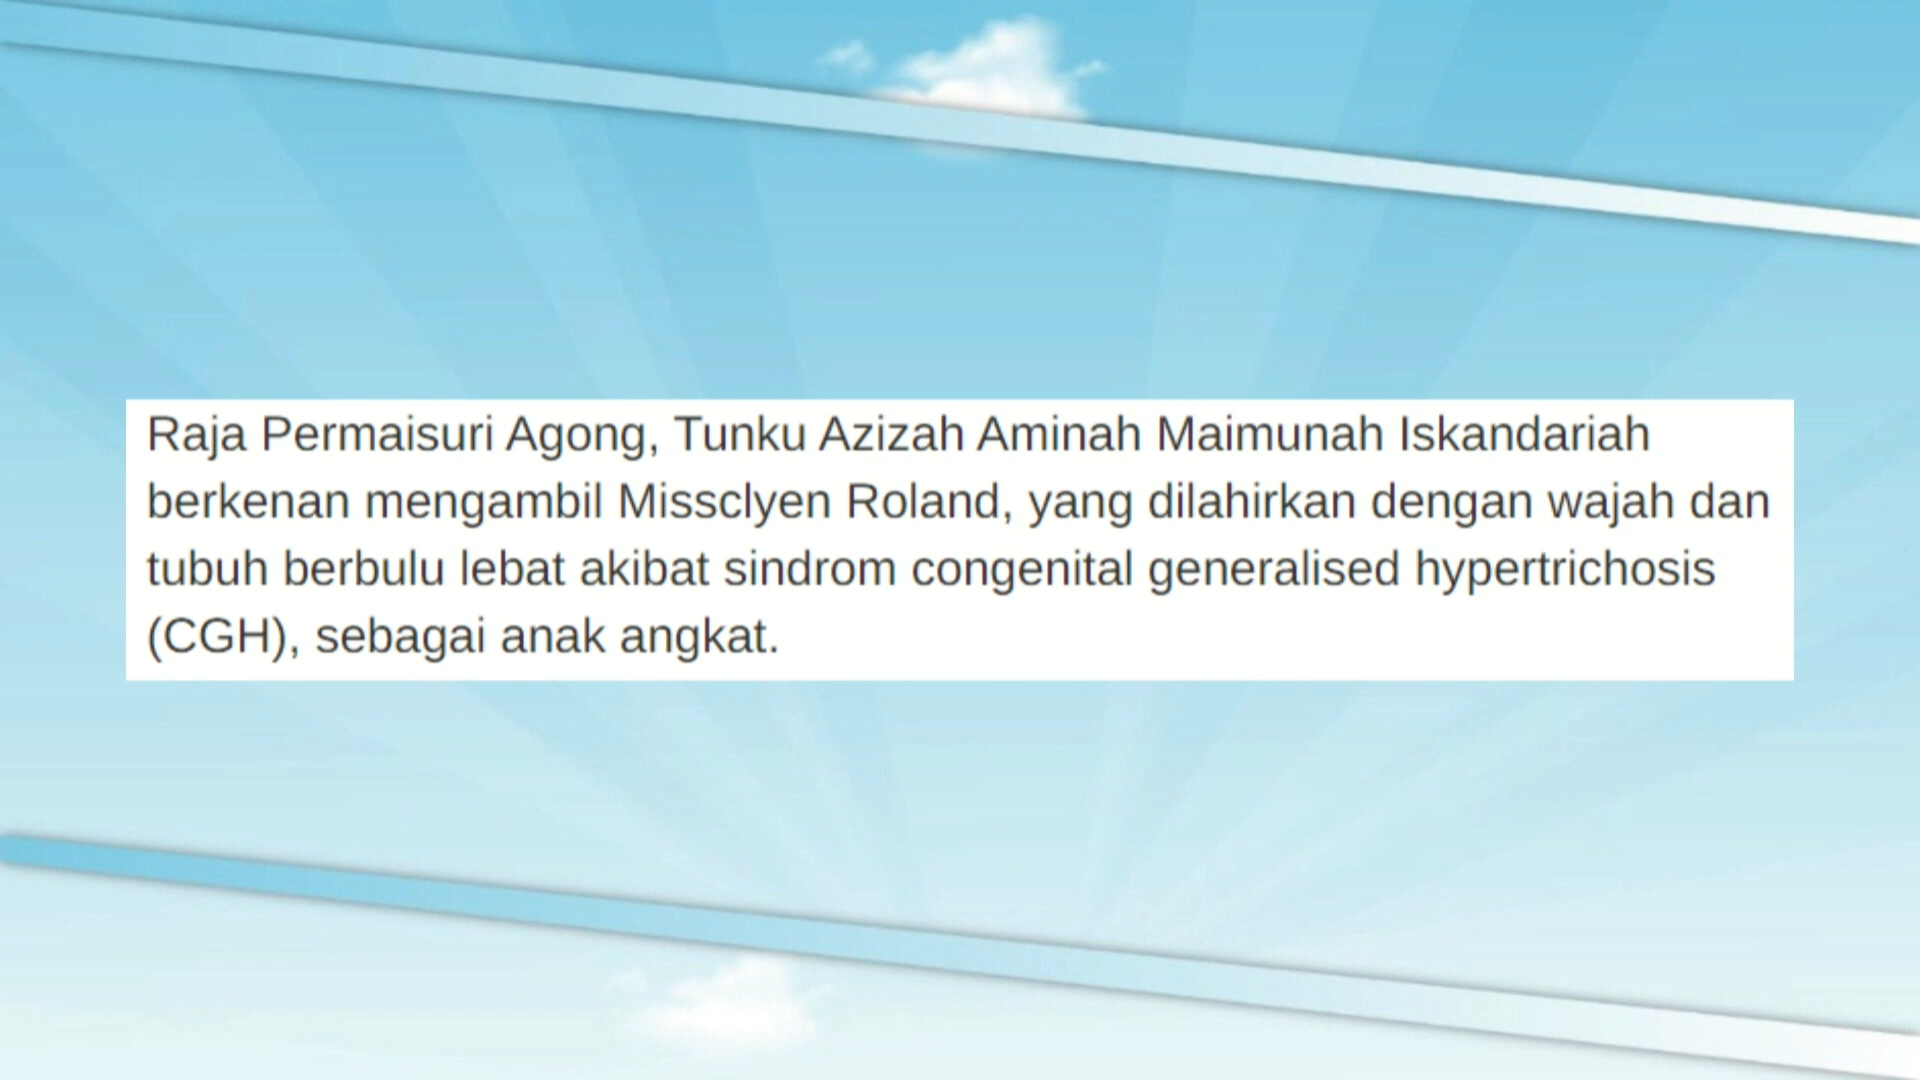 Raja Permaisuri Agong, Tunku Azizah Aminah Maimunah Iskandariah
berkenan mengambil Missclyen Roland, yang dilahirkan dengan wajah dan
tubuh berbulu lebat akibat sindrom congenital generalised hypertrichosis
(CGH), sebagai anak angkat.